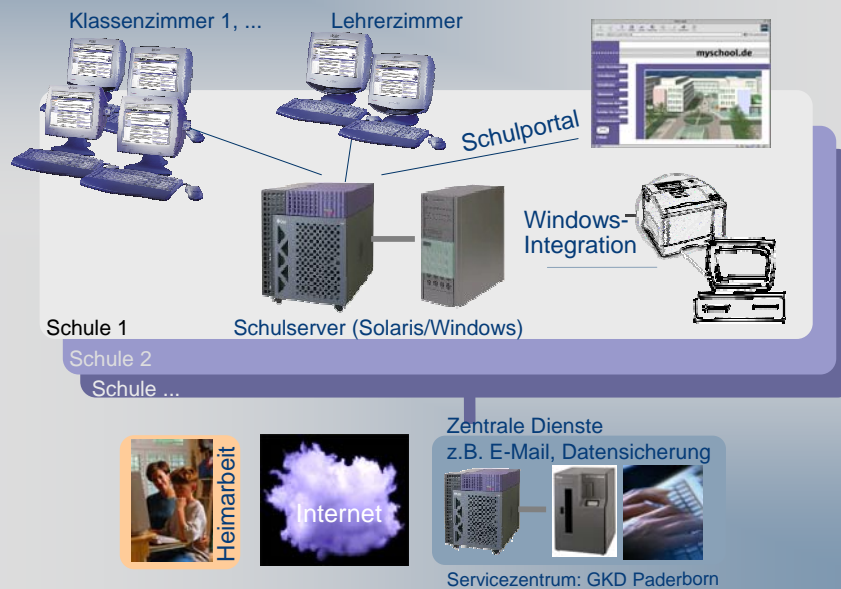 Klassenzimmer 1, ...
Lehrerzimmer
myschool.de
Schulportal
Windows-
Integration
Schule 1
Schulserver (Solaris/Windows)
Schule 2
Schule ...
Zentrale Dienste
z.B. E-Mail, Datensicherung
Heimarbeit
Internet
Servicezentrum: GKD Paderborn